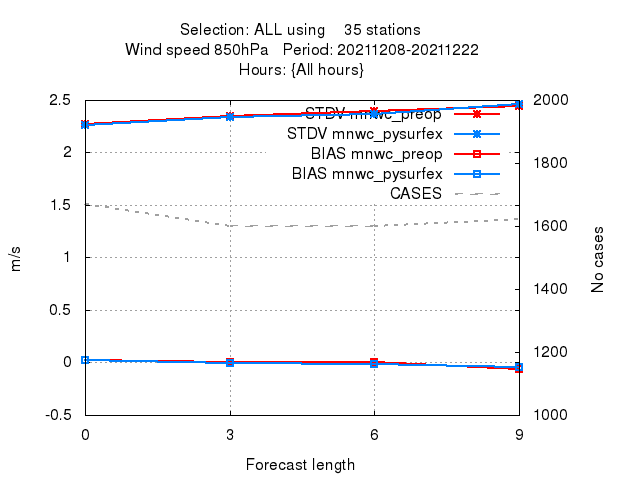 Selection: ALL using    35 stations
Wind speed 850hPa   Period: 20211208-20211222
Hours: {All hours}
2.5
2
1.5
1
0.5
0
-0.5
m/s
STDV mnwc_preop
STDV mnwc_pysurfex
BIAS mnwc_preop
BIAS mnwc_pysurfex
CASES
2000
1800
1600
1400
1200
1000
No cases
0 3 6 9
Forecast length